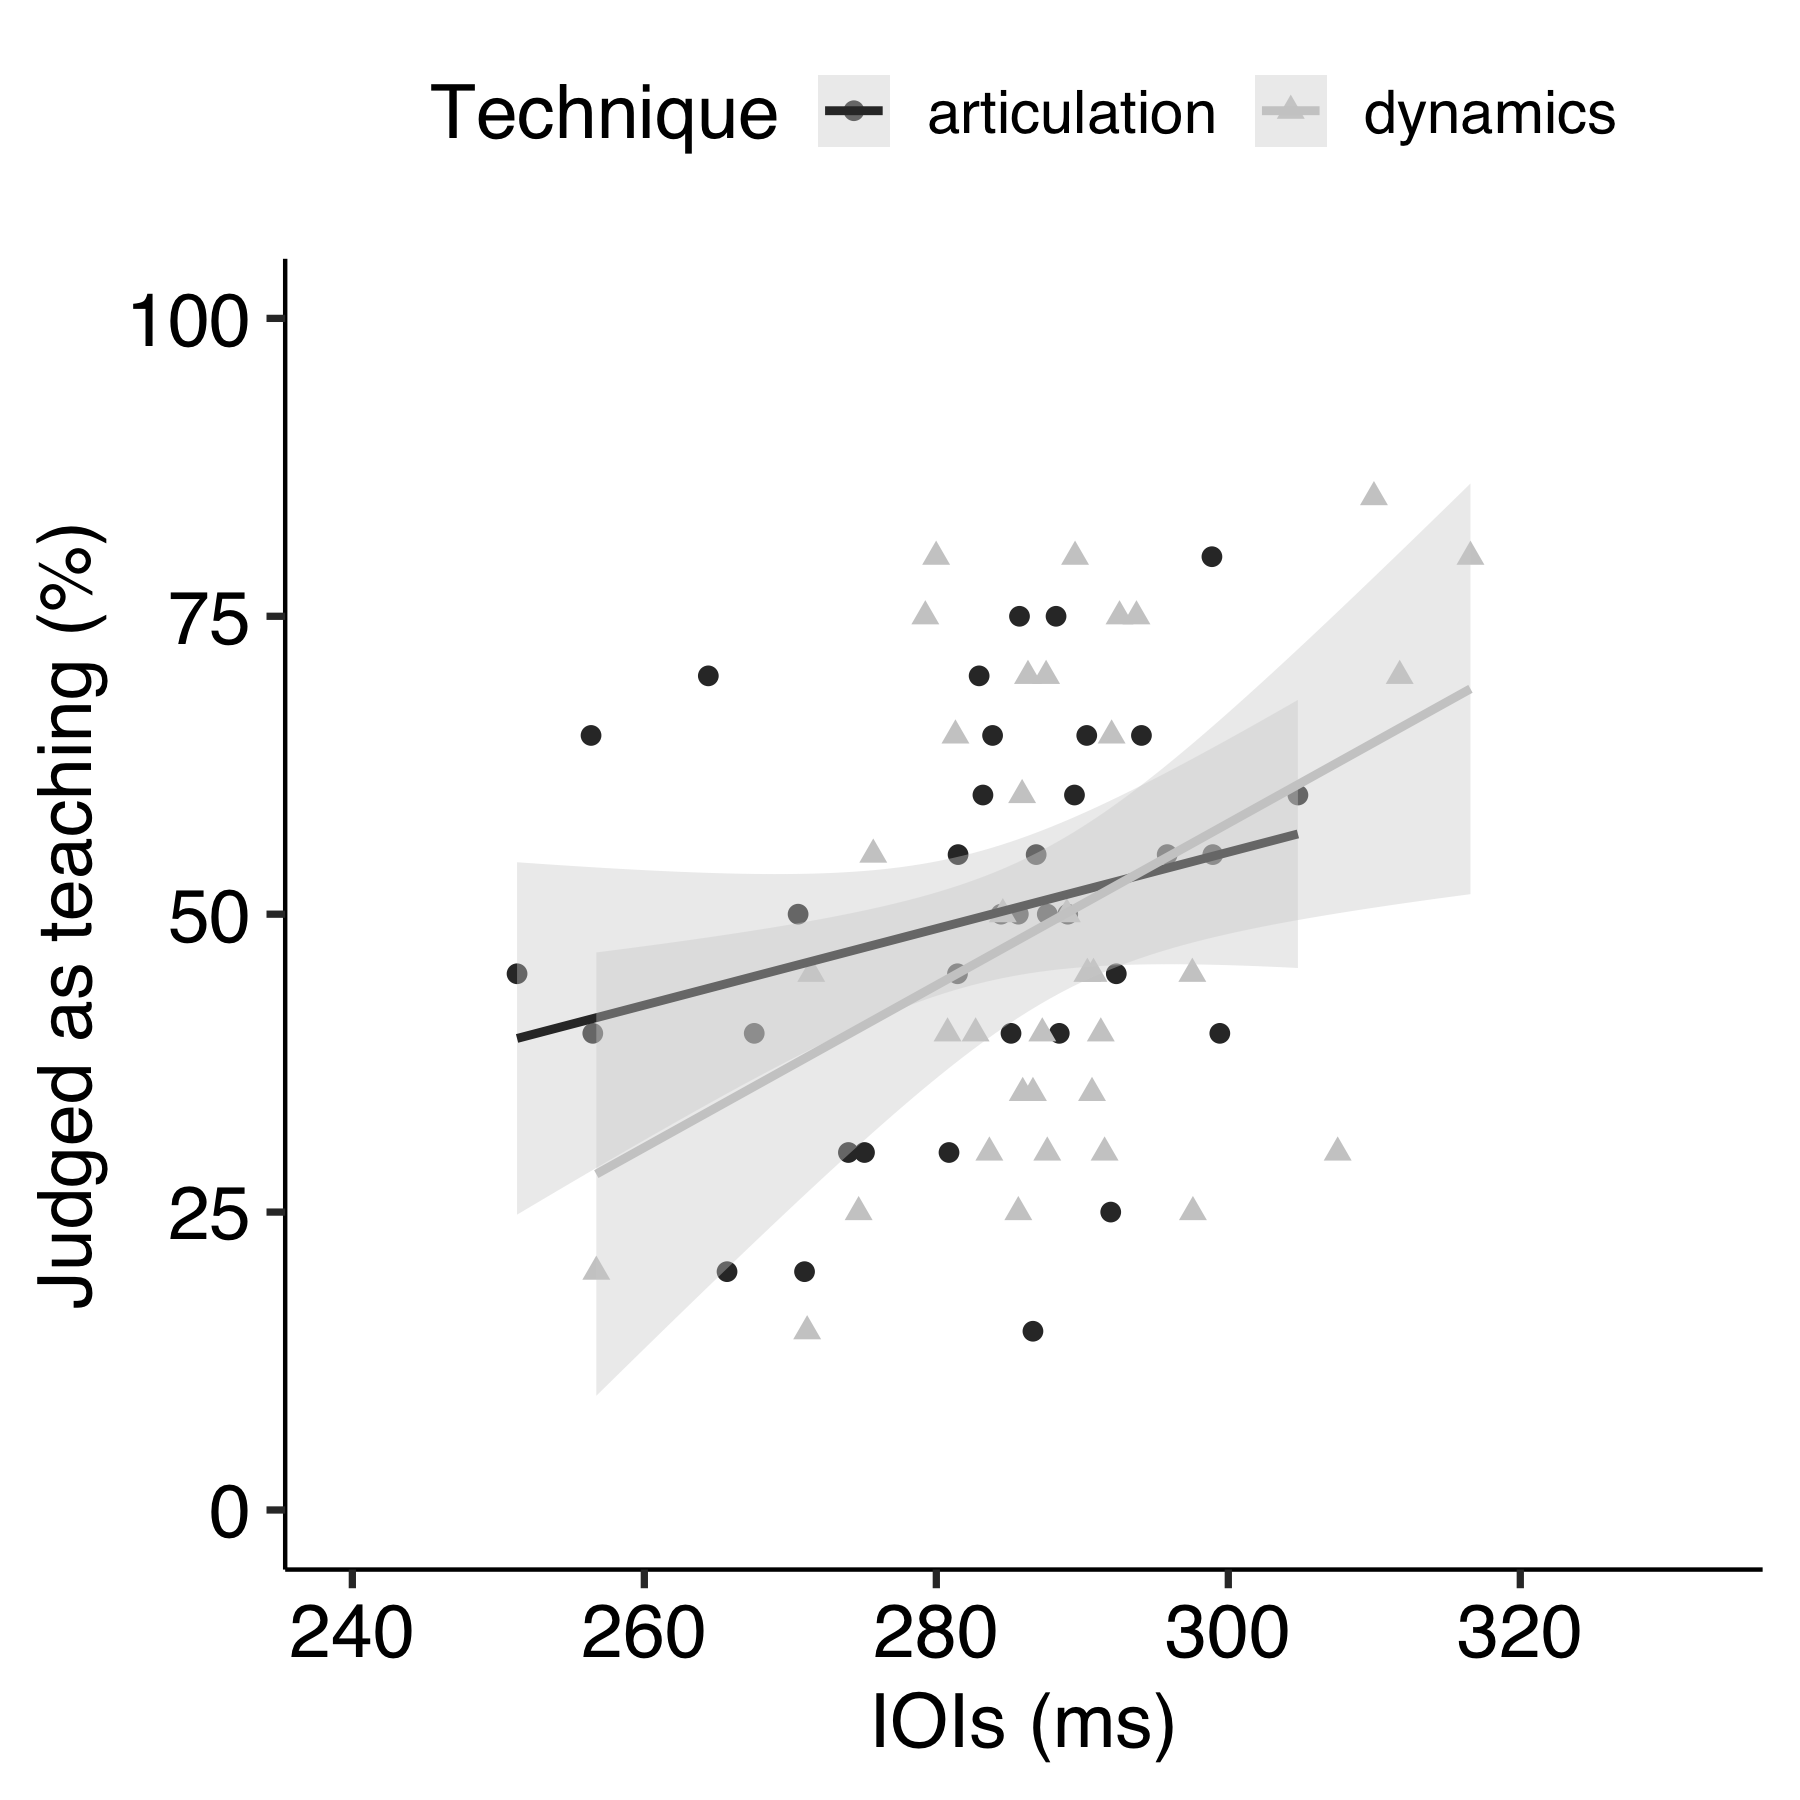 Technique articulation dynamics
Judged as teaching (%)
100
75
50
25
0
240 260 280 300 320
IOIs (ms)